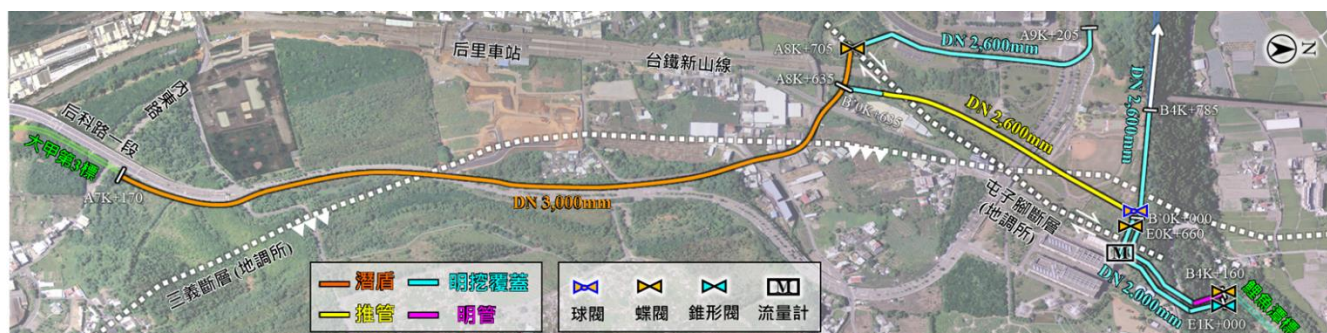 后里車站
台鐵新山線
A8K+705
DN 2,600mm
A9K+205
N
內東路
后科路一段
A8K+635
B'0K+635
DN 2,600mm
DN 2,600mm
B4K+785
大甲第3標
A7K+170
DN 3,000mm
屯子腳斷層
(地調所)
B'0K+000
E0K+660
M
三義斷層 (地調所)
DN 2,000mm
B4K+160
鯉魚潭標
E1K+000
潛盾
明挖覆蓋
推管
明管
球閥
蝶閥
錐形閥
M
流量計